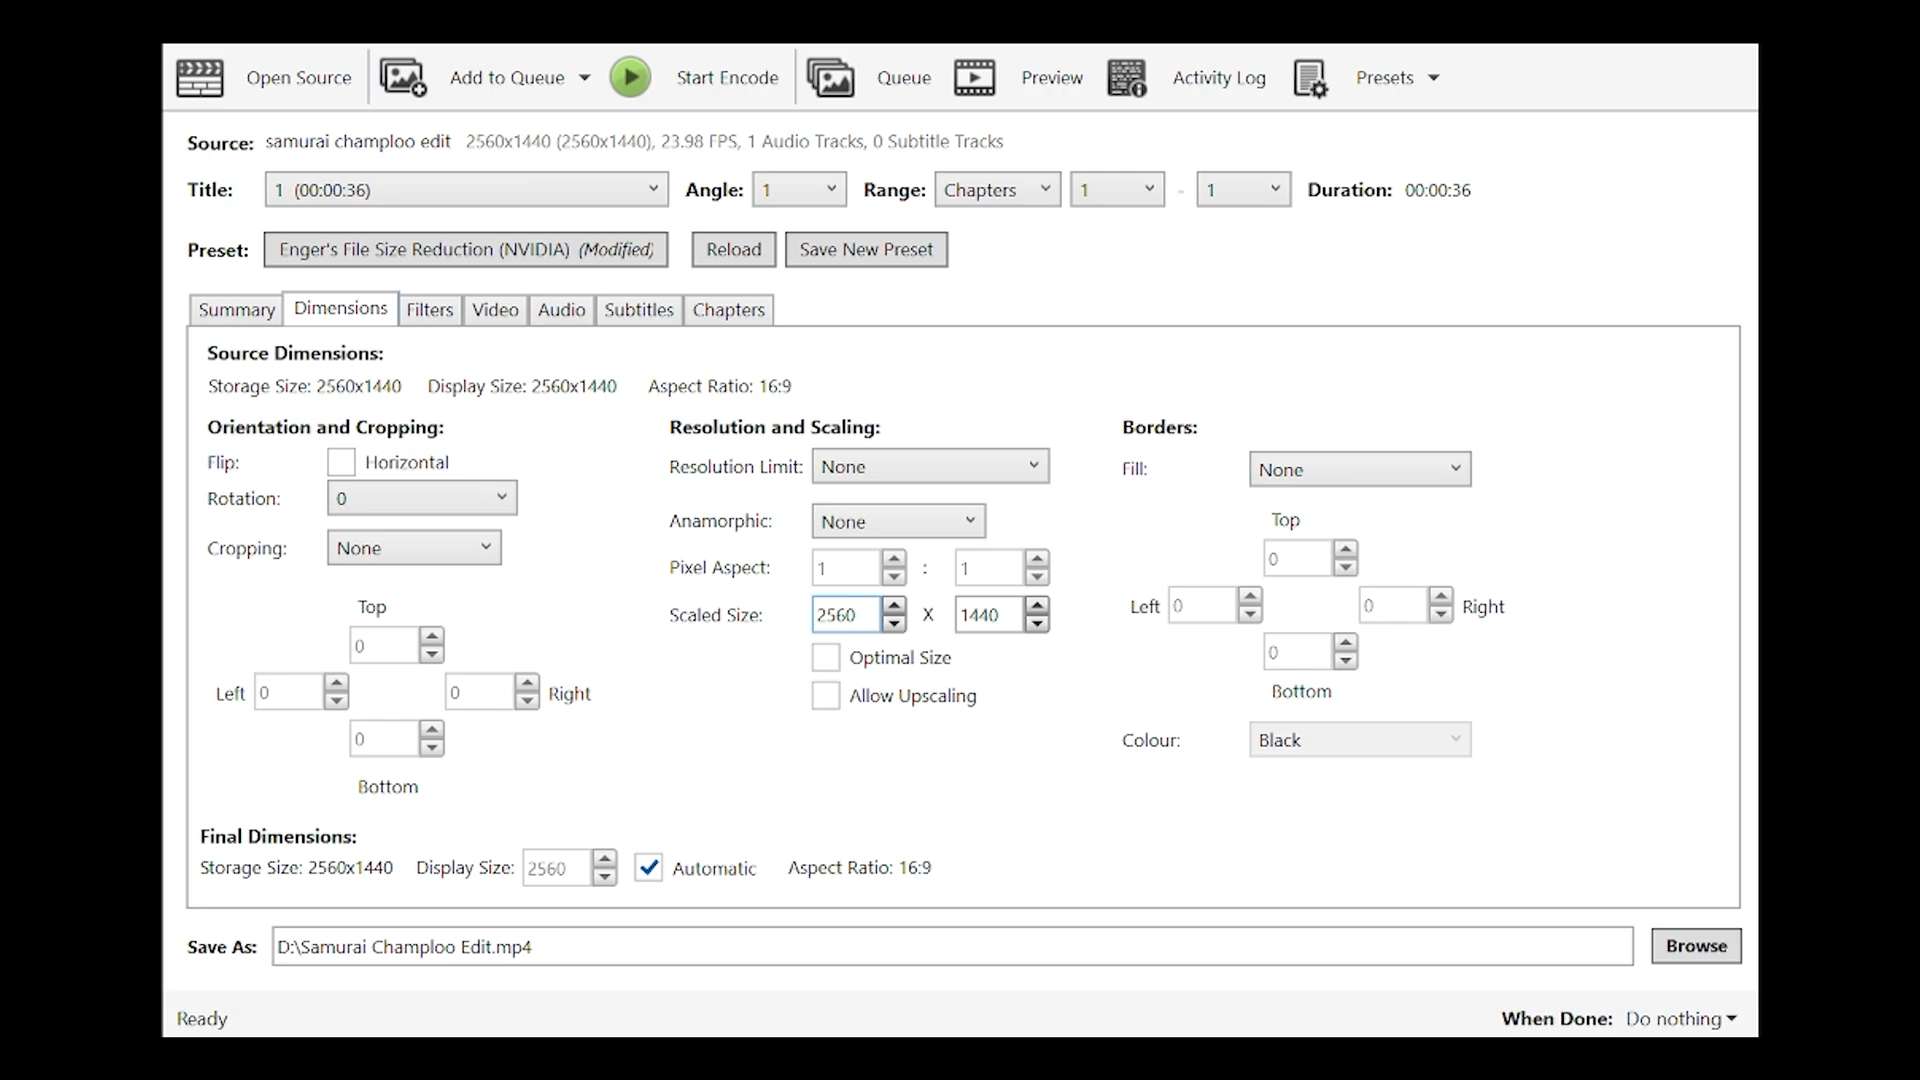 Open Source Add to Queue Start Encode Queue Preview Activity Log Presets
Source: samurai champloo edit 2560x1440 (2560x1440), 23.98 FPS, 1 Audio Tracks, 0 Subtitle Tracks
Title: 1 (00:00:36) Angle: 1 Range: Chapters 1 - 1 Duration: 00:00:36
Preset: Enger's File Size Reduction (NVIDIA) (Modified) Reload Save New Preset
Summary Dimensions Filters Video Audio Subtitles Chapters
Source Dimensions:
Storage Size: 2560x1440 Display Size: 2560x1440 Aspect Ratio: 16:9
Orientation and Cropping:
Flip: Horizontal
Rotation: 0
Cropping: None
Top
0
Left 0 0 Right
0
Bottom
Resolution and Scaling:
Resolution Limit: None
Anamorphic: None
Pixel Aspect: 1 : 1
Scaled Size: 2560 X 1440
Optimal Size
Allow Upscaling
Borders:
Fill: None
Top
0
Left 0 0 Right
0
Bottom
Colour: Black
Final Dimensions:
Storage Size: 2560x1440 Display Size: 2560 Automatic Aspect Ratio: 16:9
Save As: D:\Samurai Champloo Edit.mp4 Browse
Ready When Done: Do nothing